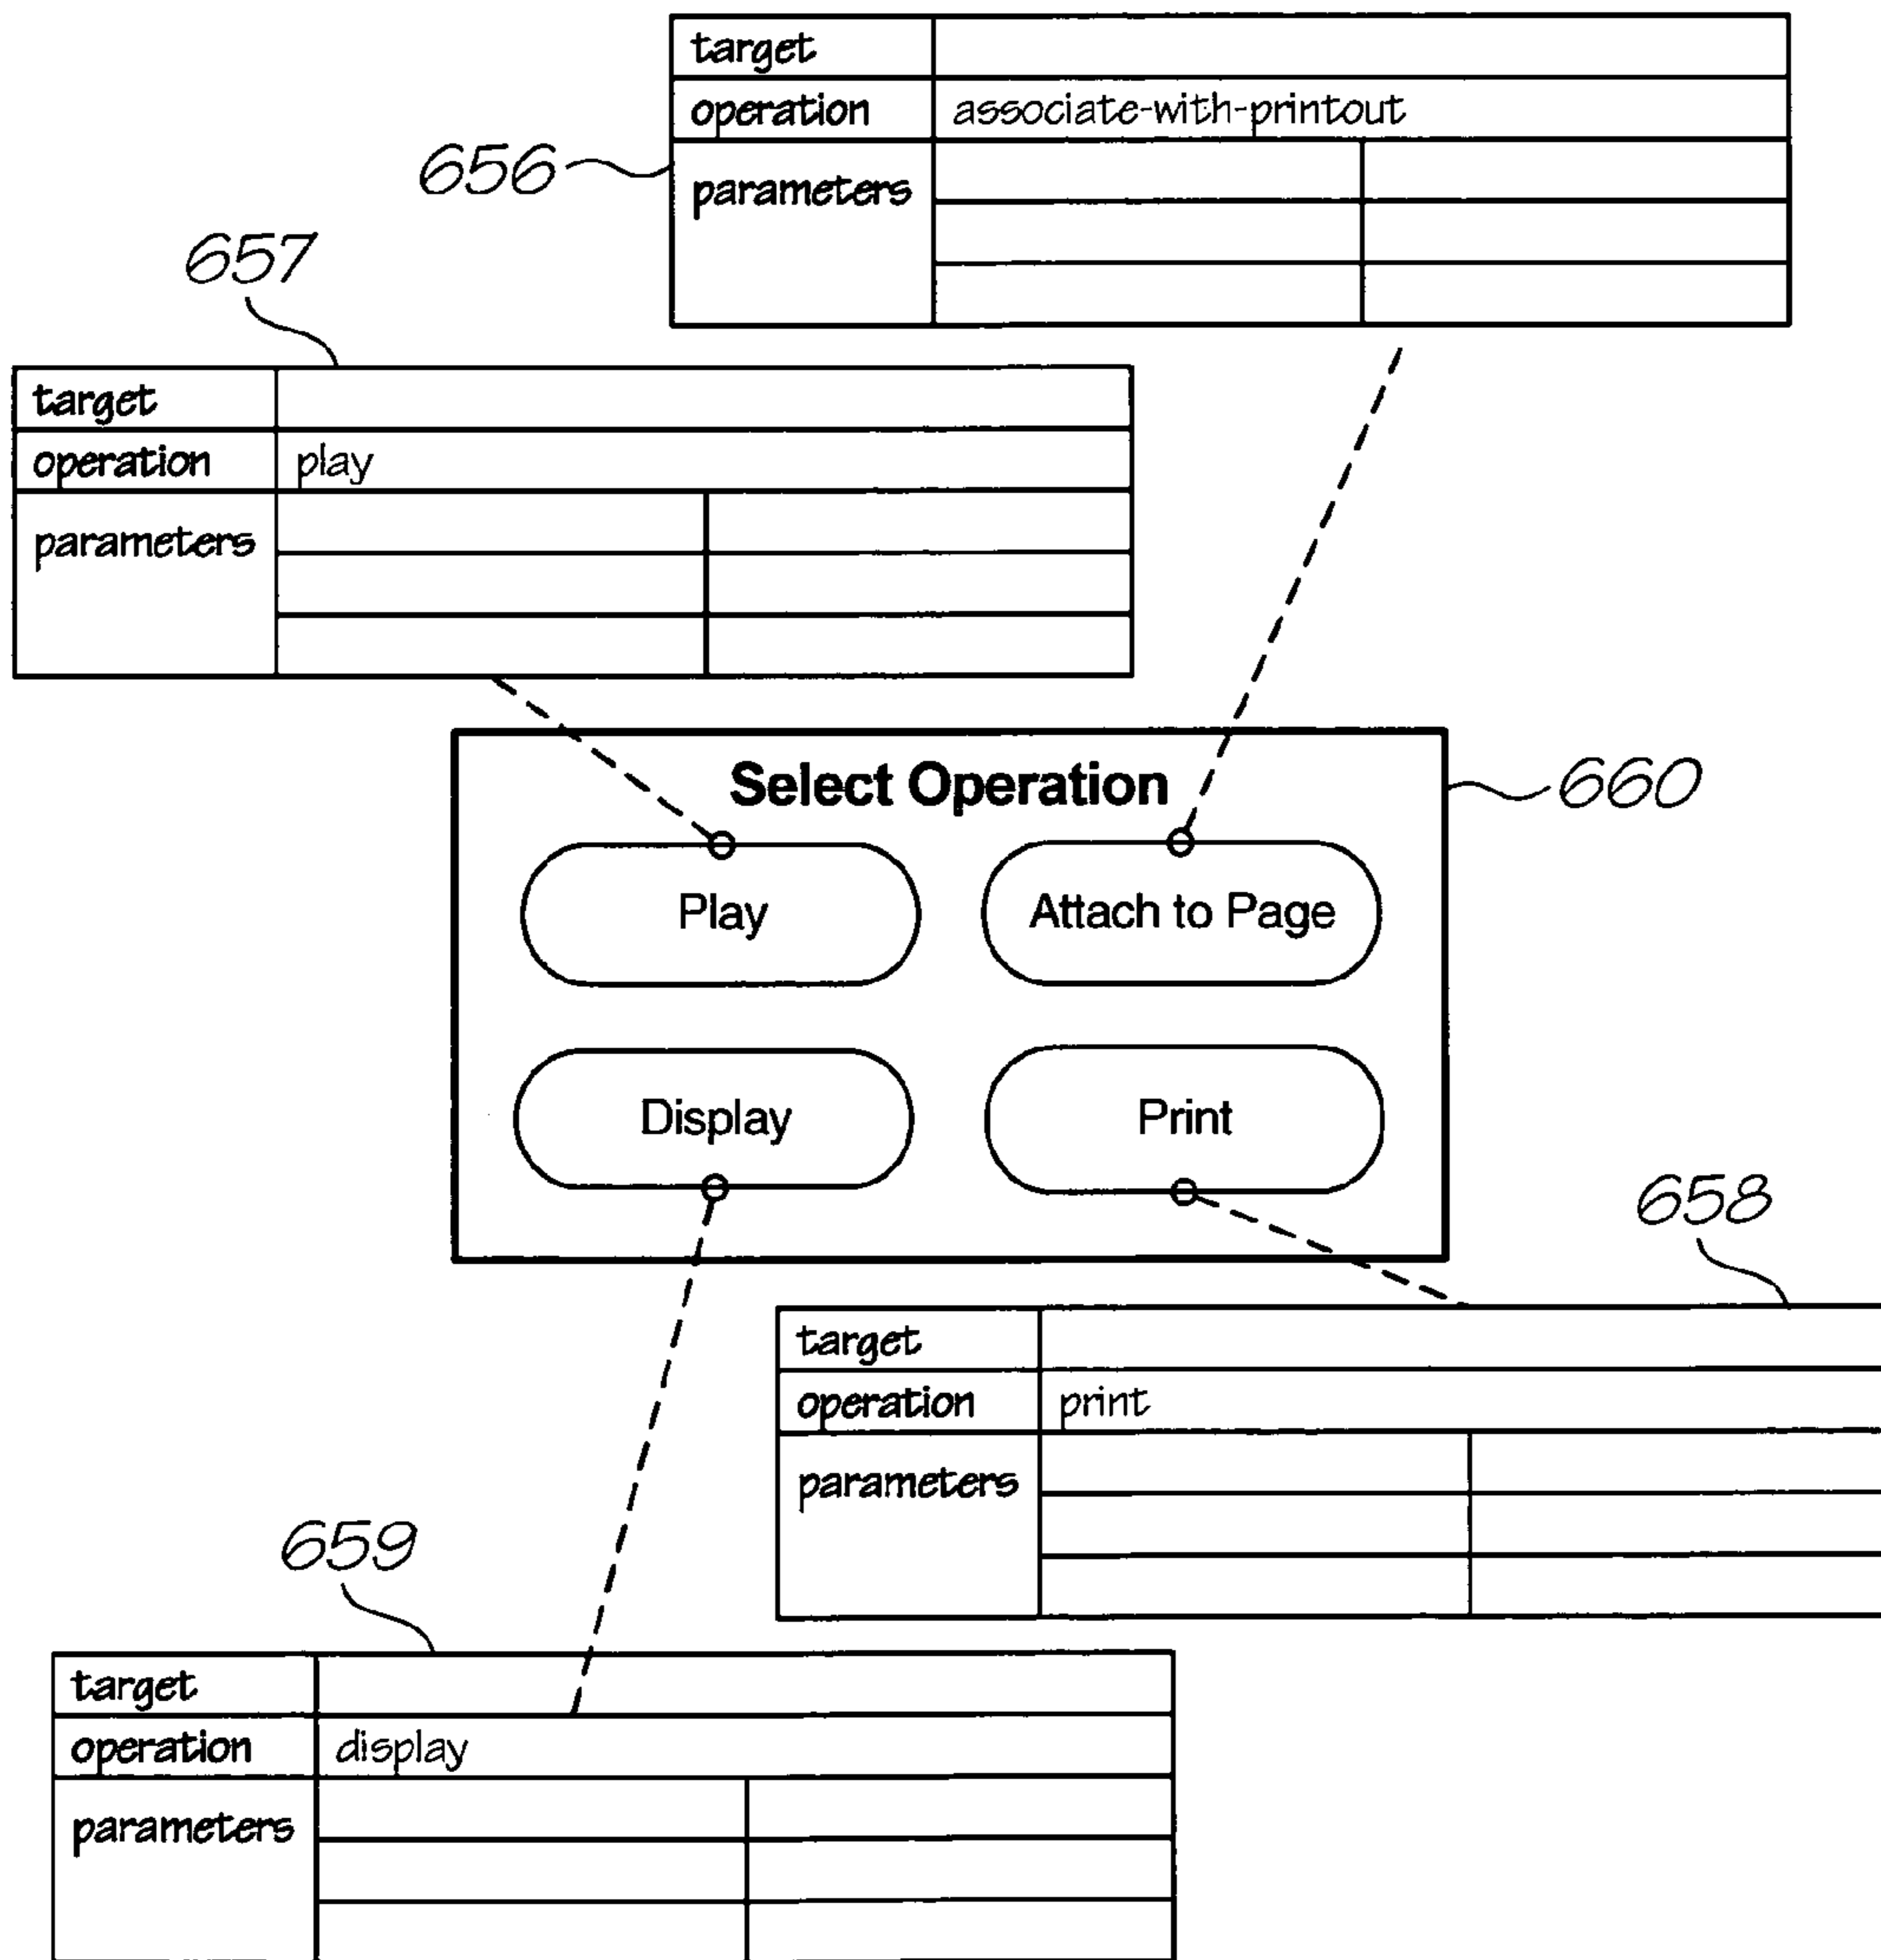 target
operation associate-with-printout
656
parameters
657
target
operation play
parameters
Select Operation
660
Play Attach to Page
Display Print
658
target
operation print
parameters
659
target
operation display
parameters